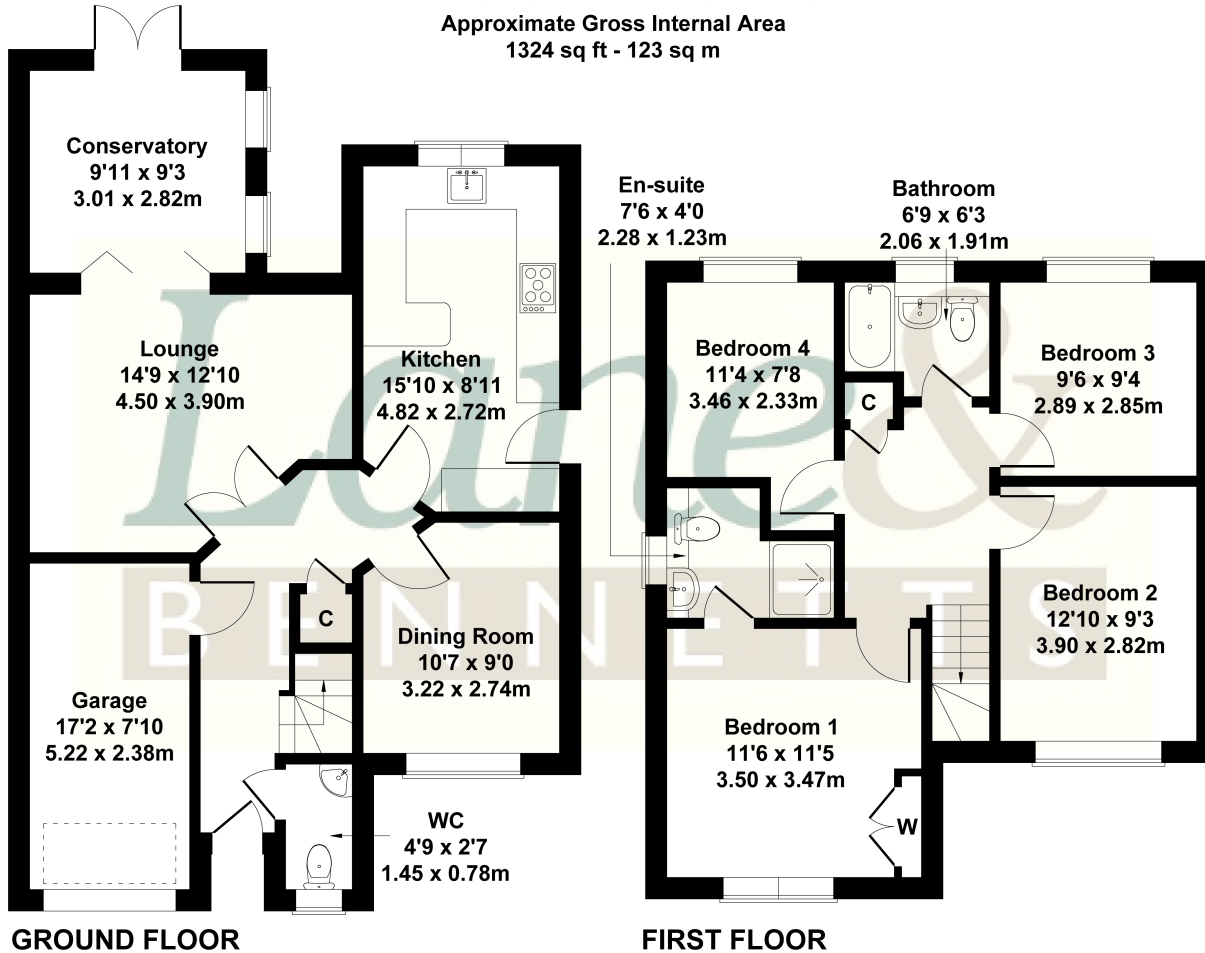 Approximate Gross Internal Area
1324 sq ft - 123 sq m
Conservatory
9'11 x 9'3
3.01 x 2.82m
Lounge
14'9 x 12'10
4.50 x 3.90m
Kitchen
15'10 x 8'11
4.82 x 2.72m
C
Dining Room
10'7 x 9'0
3.22 x 2.74m
Garage
17'2 x 7'10
5.22 x 2.38m
WC
4'9 x 2'7
1.45 x 0.78m
GROUND FLOOR
En-suite
7'6 x 4'0
2.28 x 1.23m
Bathroom
6'9 x 6'3
2.06 x 1.91m
Bedroom 4
11'4 x 7'8
3.46 x 2.33m
C
Bedroom 3
9'6 x 9'4
2.89 x 2.85m
Bedroom 2
12'10 x 9'3
3.90 x 2.82m
Bedroom 1
11'6 x 11'5
3.50 x 3.47m
W
FIRST FLOOR
Lane &
BENNETTS